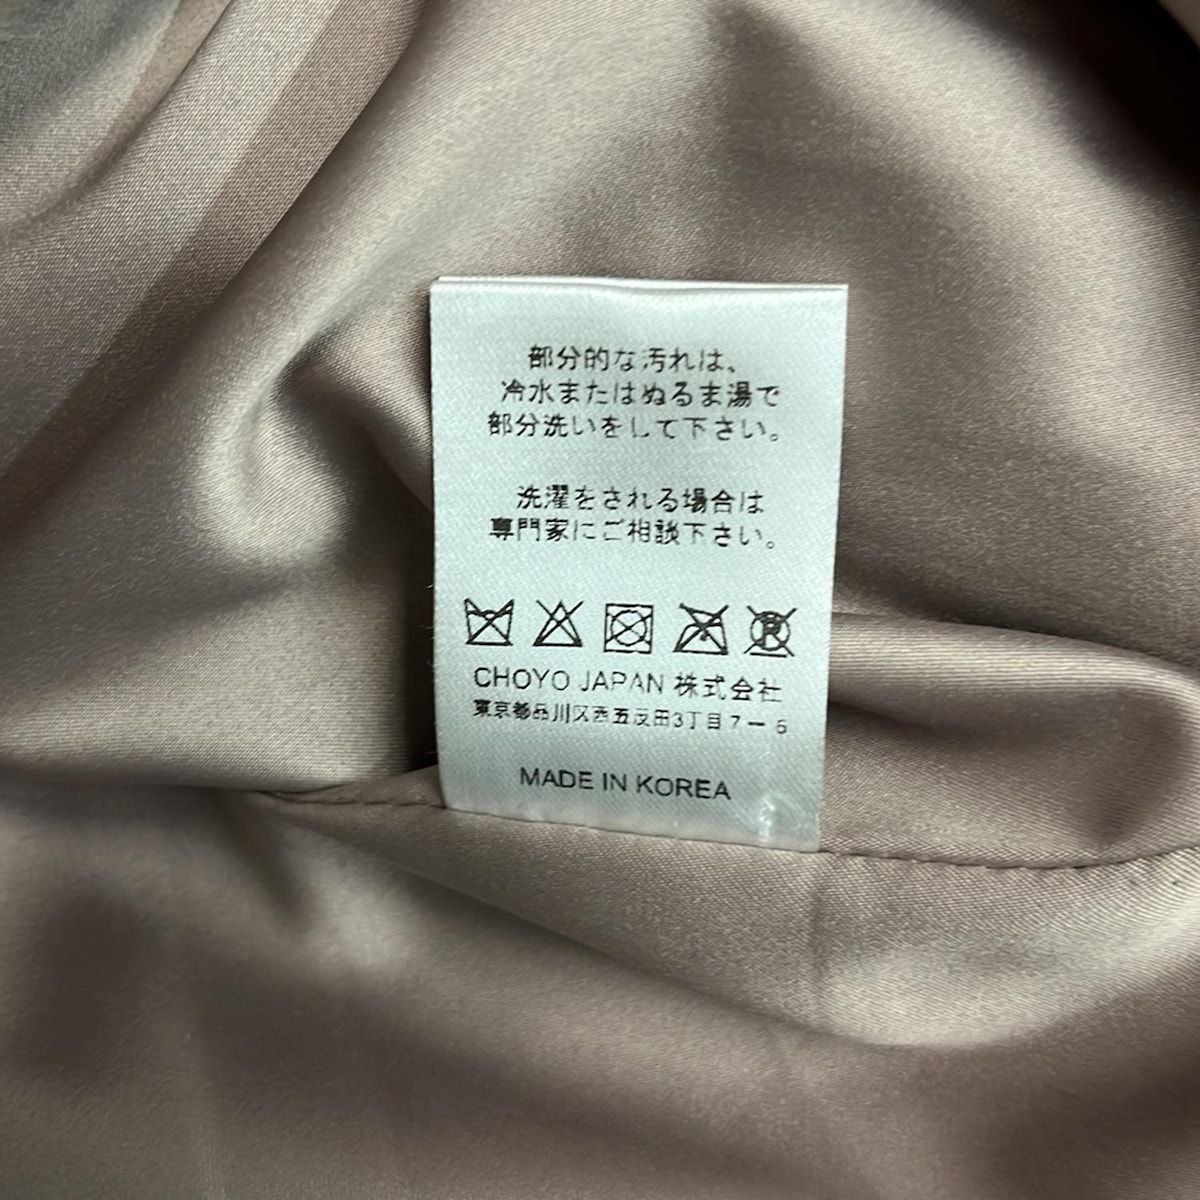 部分的な汚れは、
冷水またはぬるま湯で
部分洗いをして下さい。
洗濯をされる場合は
専門家にご相談下さい。
CHOYO JAPAN 株式会社
東京都品川区西五反田3丁目7－6
MADE IN KOREA